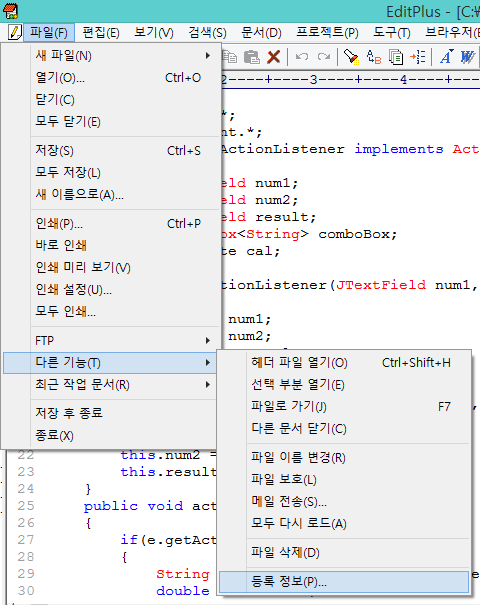 EditPlus - [C:\
파일(F) 편집(E) 보기(V) 검색(S) 문서(D) 프로젝트(P) 도구(T) 브라우저(B
새 파일(N)
열기(O)... Ctrl+O
닫기(C)
모두 닫기(E)
저장(S) Ctrl+S
모두 저장(L)
새 이름으로(A)...
인쇄(P)... Ctrl+P
바로 인쇄
인쇄 미리 보기(V)
인쇄 설정(U)...
모두 인쇄...
FTP
다른 기능(T)
최근 작업 문서(R)
저장 후 종료
종료(X)
2----+----3----+----4----+-
*;
nt.*;
ActionListener implements Act
eld num1;
eld num2;
eld result;
ox<String> comboBox;
te cal;
tionListener(JTextField num1,
num1;
num2;
헤더 파일 열기(O) Ctrl+Shift+H
선택 부분 열기(E)
파일로 가기(J) F7
다른 문서 닫기(C)
파일 이름 변경(R)
파일 보호(L)
메일 전송(S)...
모두 다시 로드(A)
파일 삭제(D)
등록 정보(P)...
22 this.num2 =
23 this.result
24 }
25 public void act
26 {
27 if(e.getAct
28 {
29 String
30 double